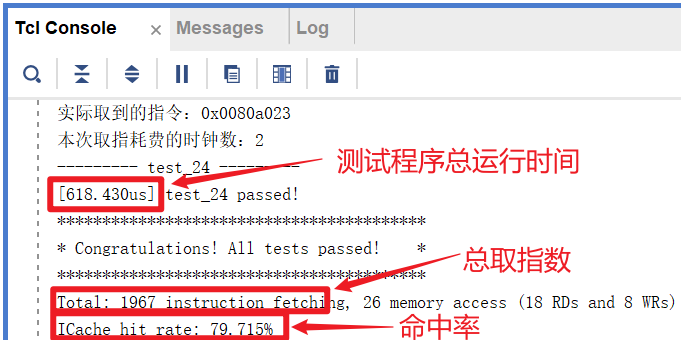 Tcl Console × Messages Log
实际取到的指令: 0x0080a023
本次取指耗费的时钟数: 2
--------- test_24 ---------
测试程序总运行时间
[618.430us] test_24 passed!
*****************************************
* Congratulations! All tests passed! *
*****************************************
总取指数
Total: 1967 instruction fetching, 26 memory access (18 RDs and 8 WRs)
ICache hit rate: 79.715%
命中率